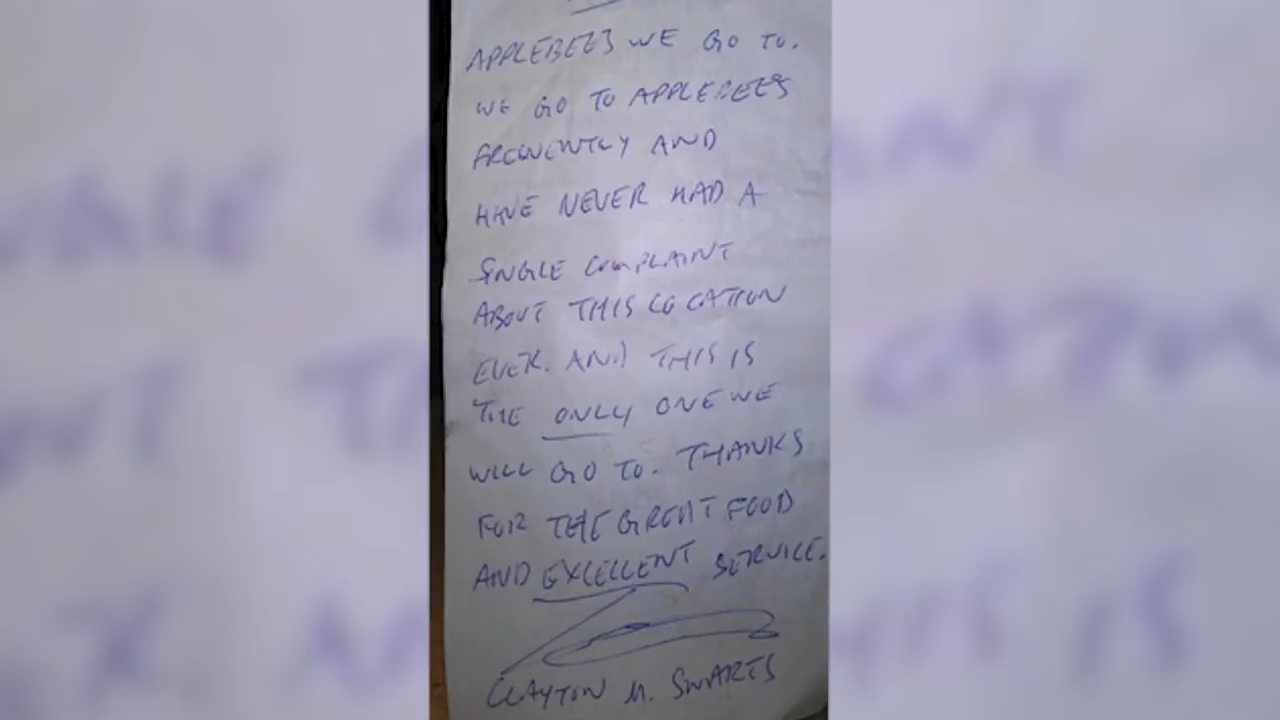 APPLEBEES WE GO TO.
WE GO TO APPLEBEES
FREQUENTLY AND
HAVE NEVER HAD A
SINGLE COMPLAINT
ABOUT THIS LOCATION
EVER. AND THIS IS
THE ONLY ONE WE
WILL GO TO. THANKS
FOR THE GREAT FOOD
AND EXCELLENT SERVICE.
CLAYTON M. SWARTS